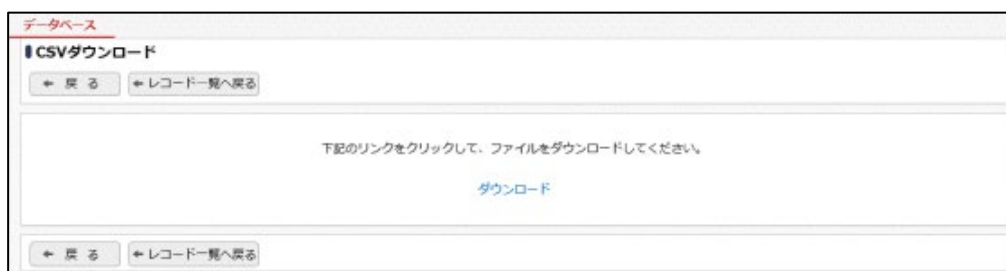 データベース
CSVダウンロード
← 戻 る ←レコード一覧へ戻る
下記のリンクをクリックして、ファイルをダウンロードしてください。
ダウンロード
← 戻 る ←レコード一覧へ戻る